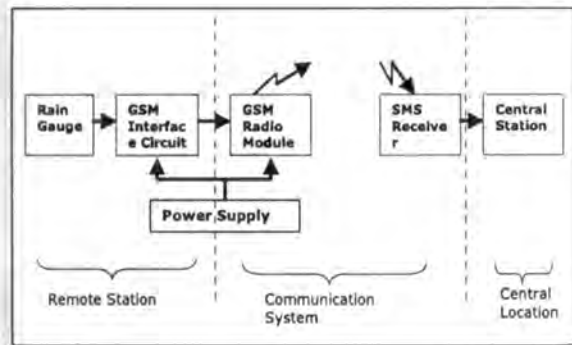 Rain
Gauge
GSM
Interfac
e Circuit
GSM
Radio
Module
SMS
Receive
r
Central
Station
Power Supply
Remote Station
Communication
System
Central
Location